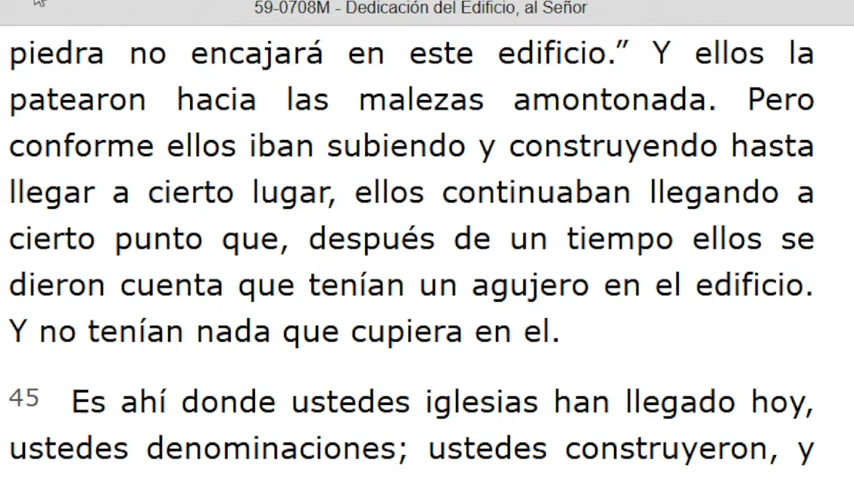 59-0708M - Dedicación del Edificio, al Señor
piedra no encajará en este edificio.” Y ellos la
patearon hacia las malezas amontonada. Pero
conforme ellos iban subiendo y construyendo hasta
llegar a cierto lugar, ellos continuaban llegando a
cierto punto que, después de un tiempo ellos se
dieron cuenta que tenían un agujero en el edificio.
Y no tenían nada que cupiera en el.
45 Es ahí donde ustedes iglesias han llegado hoy,
ustedes denominaciones; ustedes construyeron, y